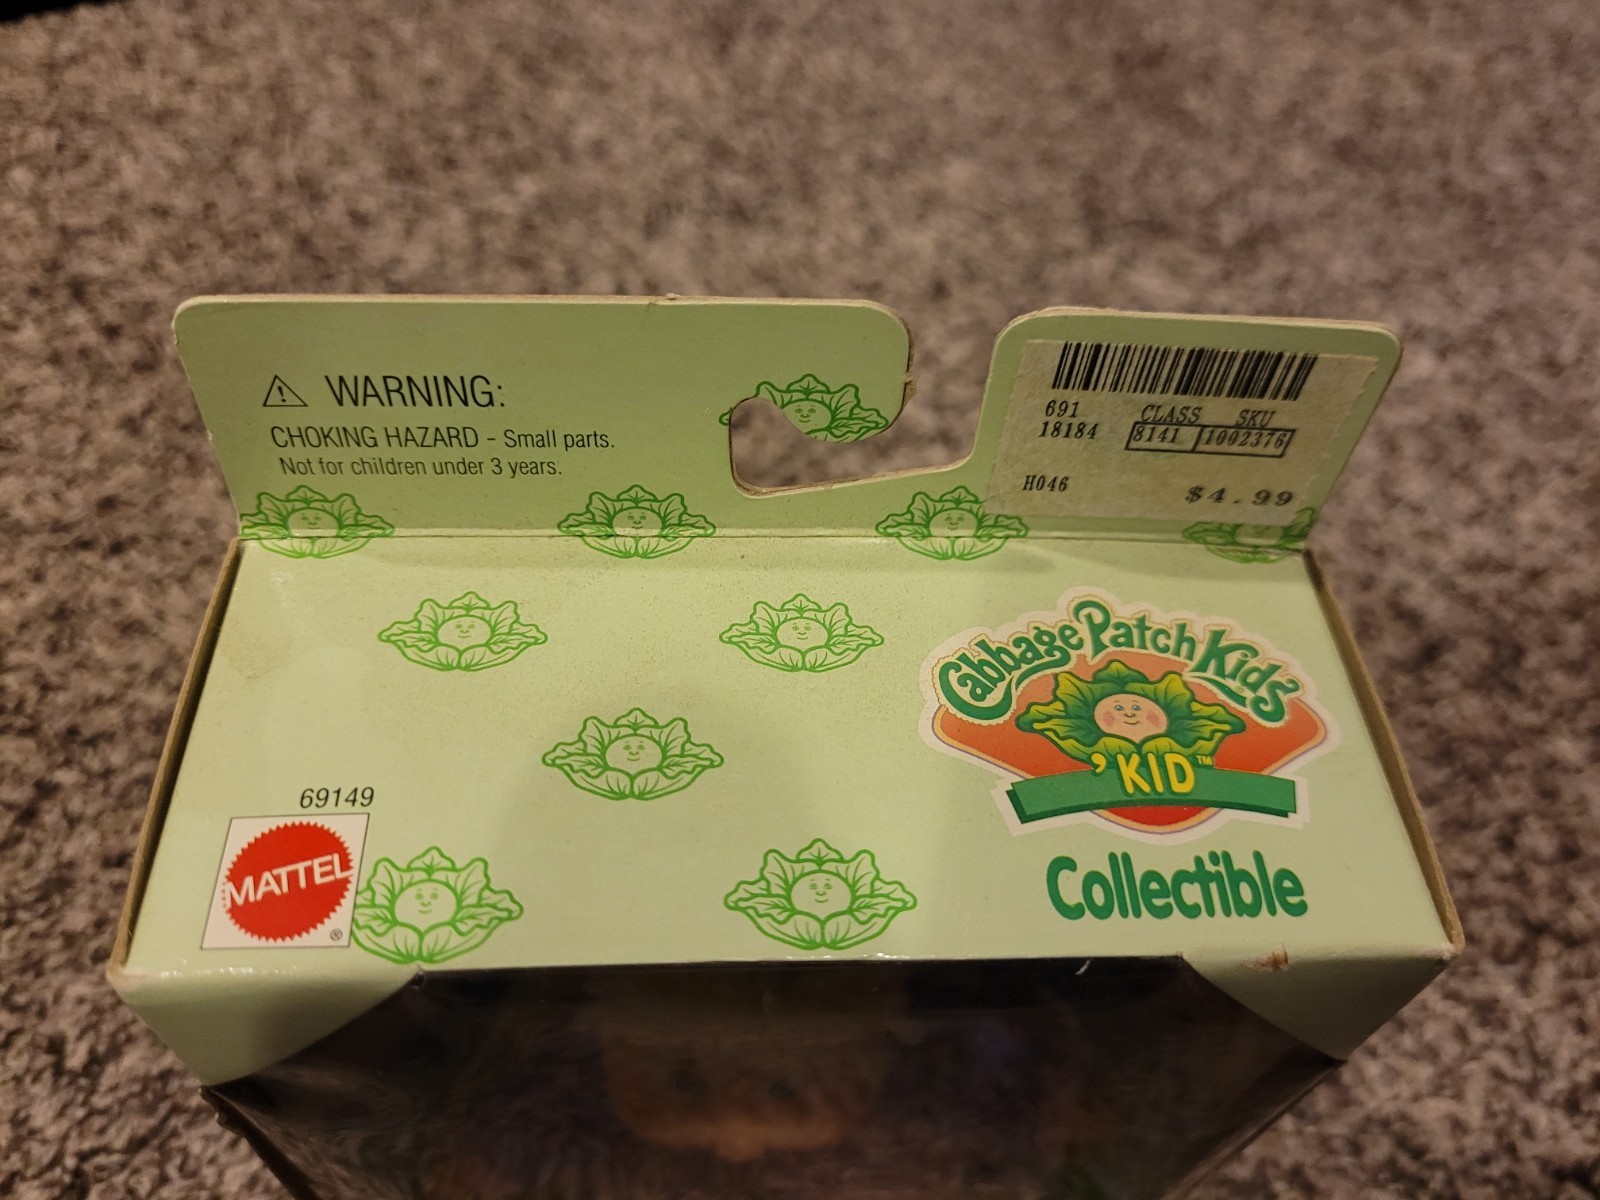 WARNING:
CHOKING HAZARD – Small parts.
Not for children under 3 years.
691 CLASS SKU
18184 8141 1002376
H046 $4.99
Cabbage Patch Kids
'KID™
Collectible
69149
MATTEL
®